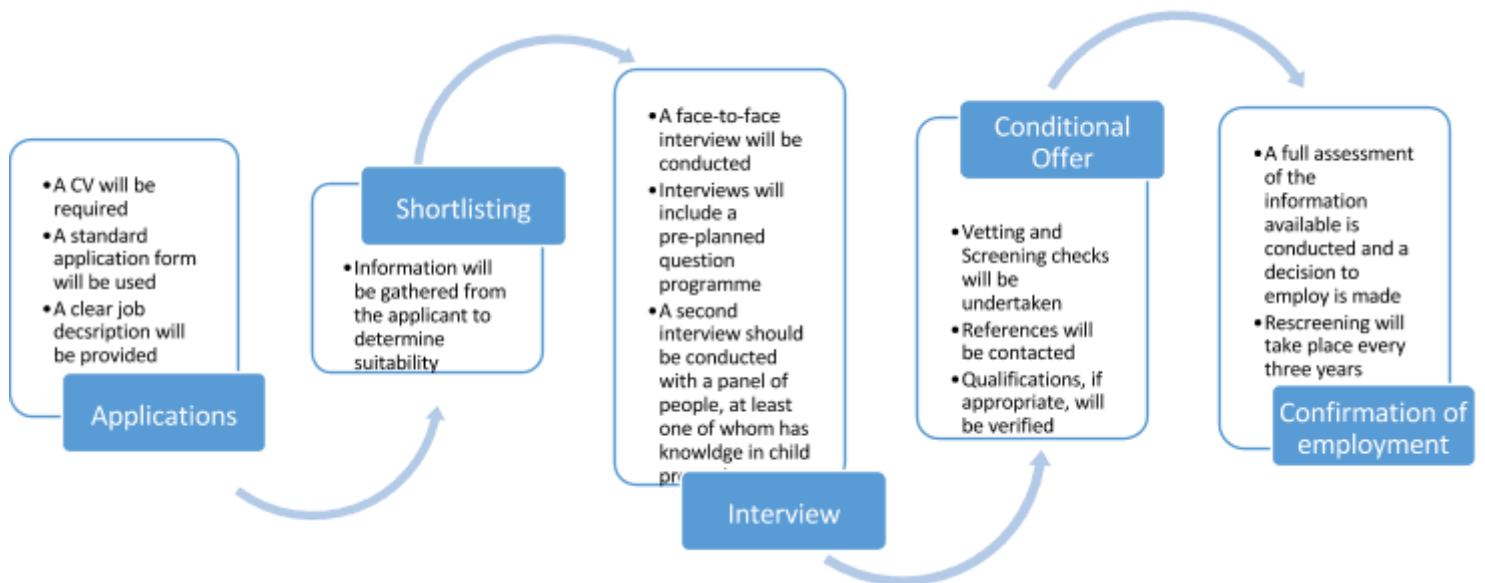 •A CV will be
required
•A standard
application form
will be used
•A clear job
decsription will
be provided
Applications
Shortlisting
•Information will
be gathered from
the applicant to
determine
suitability
•A face-to-face
interview will be
conducted
•Interviews will
include a
pre-planned
question
programme
•A second
interview should
be conducted
with a panel of
people, at least
one of whom has
knowldge in child
Interview
Conditional
Offer
•Vetting and
Screening checks
will be
undertaken
•References will
be contacted
•Qualifications, if
appropriate, will
be verified
•A full assessment
of the
information
available is
conducted and a
decision to
employ is made
•Rescreening will
take place every
three years
Confirmation of
employment